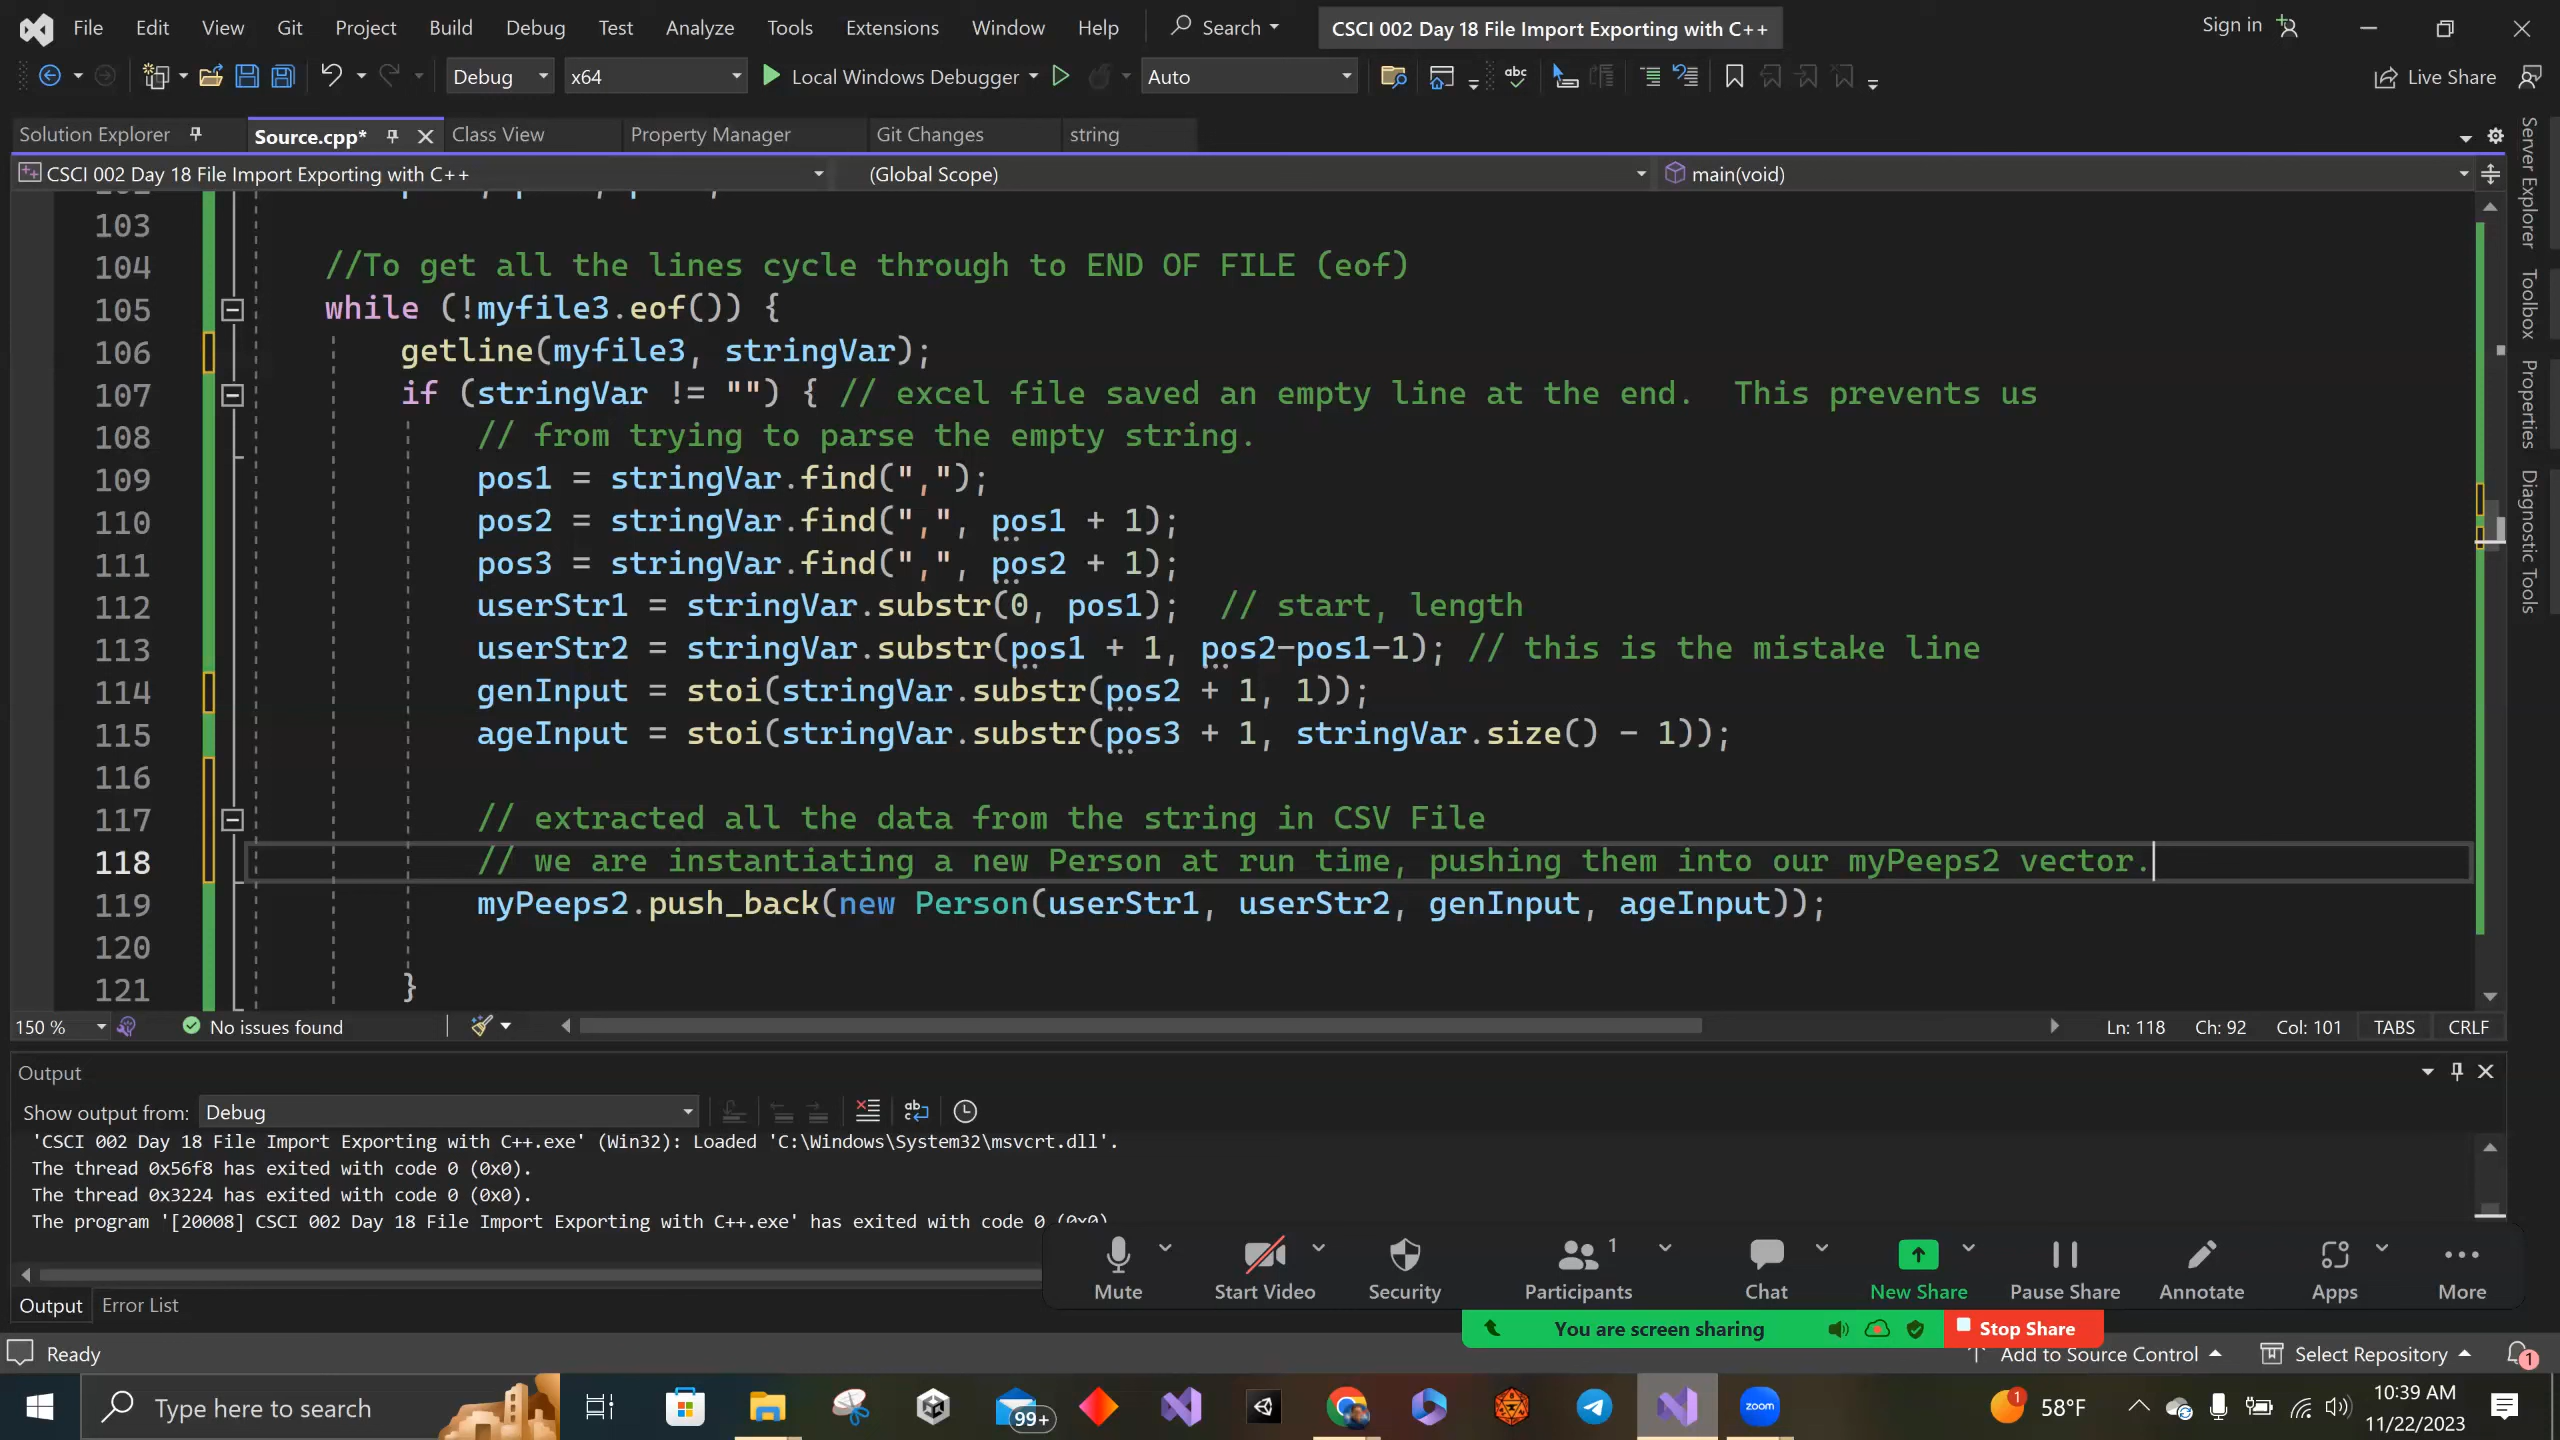 File Edit View Git Project Build Debug Test Analyze Tools Extensions Window Help Search CSCI 002 Day 18 File Import Exporting with C++ Sign in
Debug x64 Local Windows Debugger Auto Live Share
Solution Explorer Source.cpp* Class View Property Manager Git Changes string
CSCI 002 Day 18 File Import Exporting with C++ (Global Scope) main(void)
103
104 //To get all the lines cycle through to END OF FILE (eof)
105 while (!myfile3.eof()) {
106 getline(myfile3, stringVar);
107 if (stringVar != "") { // excel file saved an empty line at the end.  This prevents us
108 // from trying to parse the empty string.
109 pos1 = stringVar.find(",");
110 pos2 = stringVar.find(",", pos1 + 1);
111 pos3 = stringVar.find(",", pos2 + 1);
112 userStr1 = stringVar.substr(0, pos1);  // start, length
113 userStr2 = stringVar.substr(pos1 + 1, pos2-pos1-1); // this is the mistake line
114 genInput = stoi(stringVar.substr(pos2 + 1, 1));
115 ageInput = stoi(stringVar.substr(pos3 + 1, stringVar.size() - 1));
116
117 // extracted all the data from the string in CSV File
118 // we are instantiating a new Person at run time, pushing them into our myPeeps2 vector.
119 myPeeps2.push_back(new Person(userStr1, userStr2, genInput, ageInput));
120
121 }
Server Explorer
Toolbox
Properties
Diagnostic Tools
150 % No issues found Ln: 118 Ch: 92 Col: 101 TABS CRLF
Output
Show output from: Debug
'CSCI 002 Day 18 File Import Exporting with C++.exe' (Win32): Loaded 'C:\Windows\System32\msvcrt.dll'.
The thread 0x56f8 has exited with code 0 (0x0).
The thread 0x3224 has exited with code 0 (0x0).
The program '[20008] CSCI 002 Day 18 File Import Exporting with C++.exe' has exited with code 0 (0x0)
Mute Start Video Security Participants 1 Chat New Share Pause Share Annotate Apps More
Output Error List
You are screen sharing Stop Share
Ready Add to Source Control Select Repository 1
Type here to search 99+ zoom 1 58°F 10:39 AM
11/22/2023